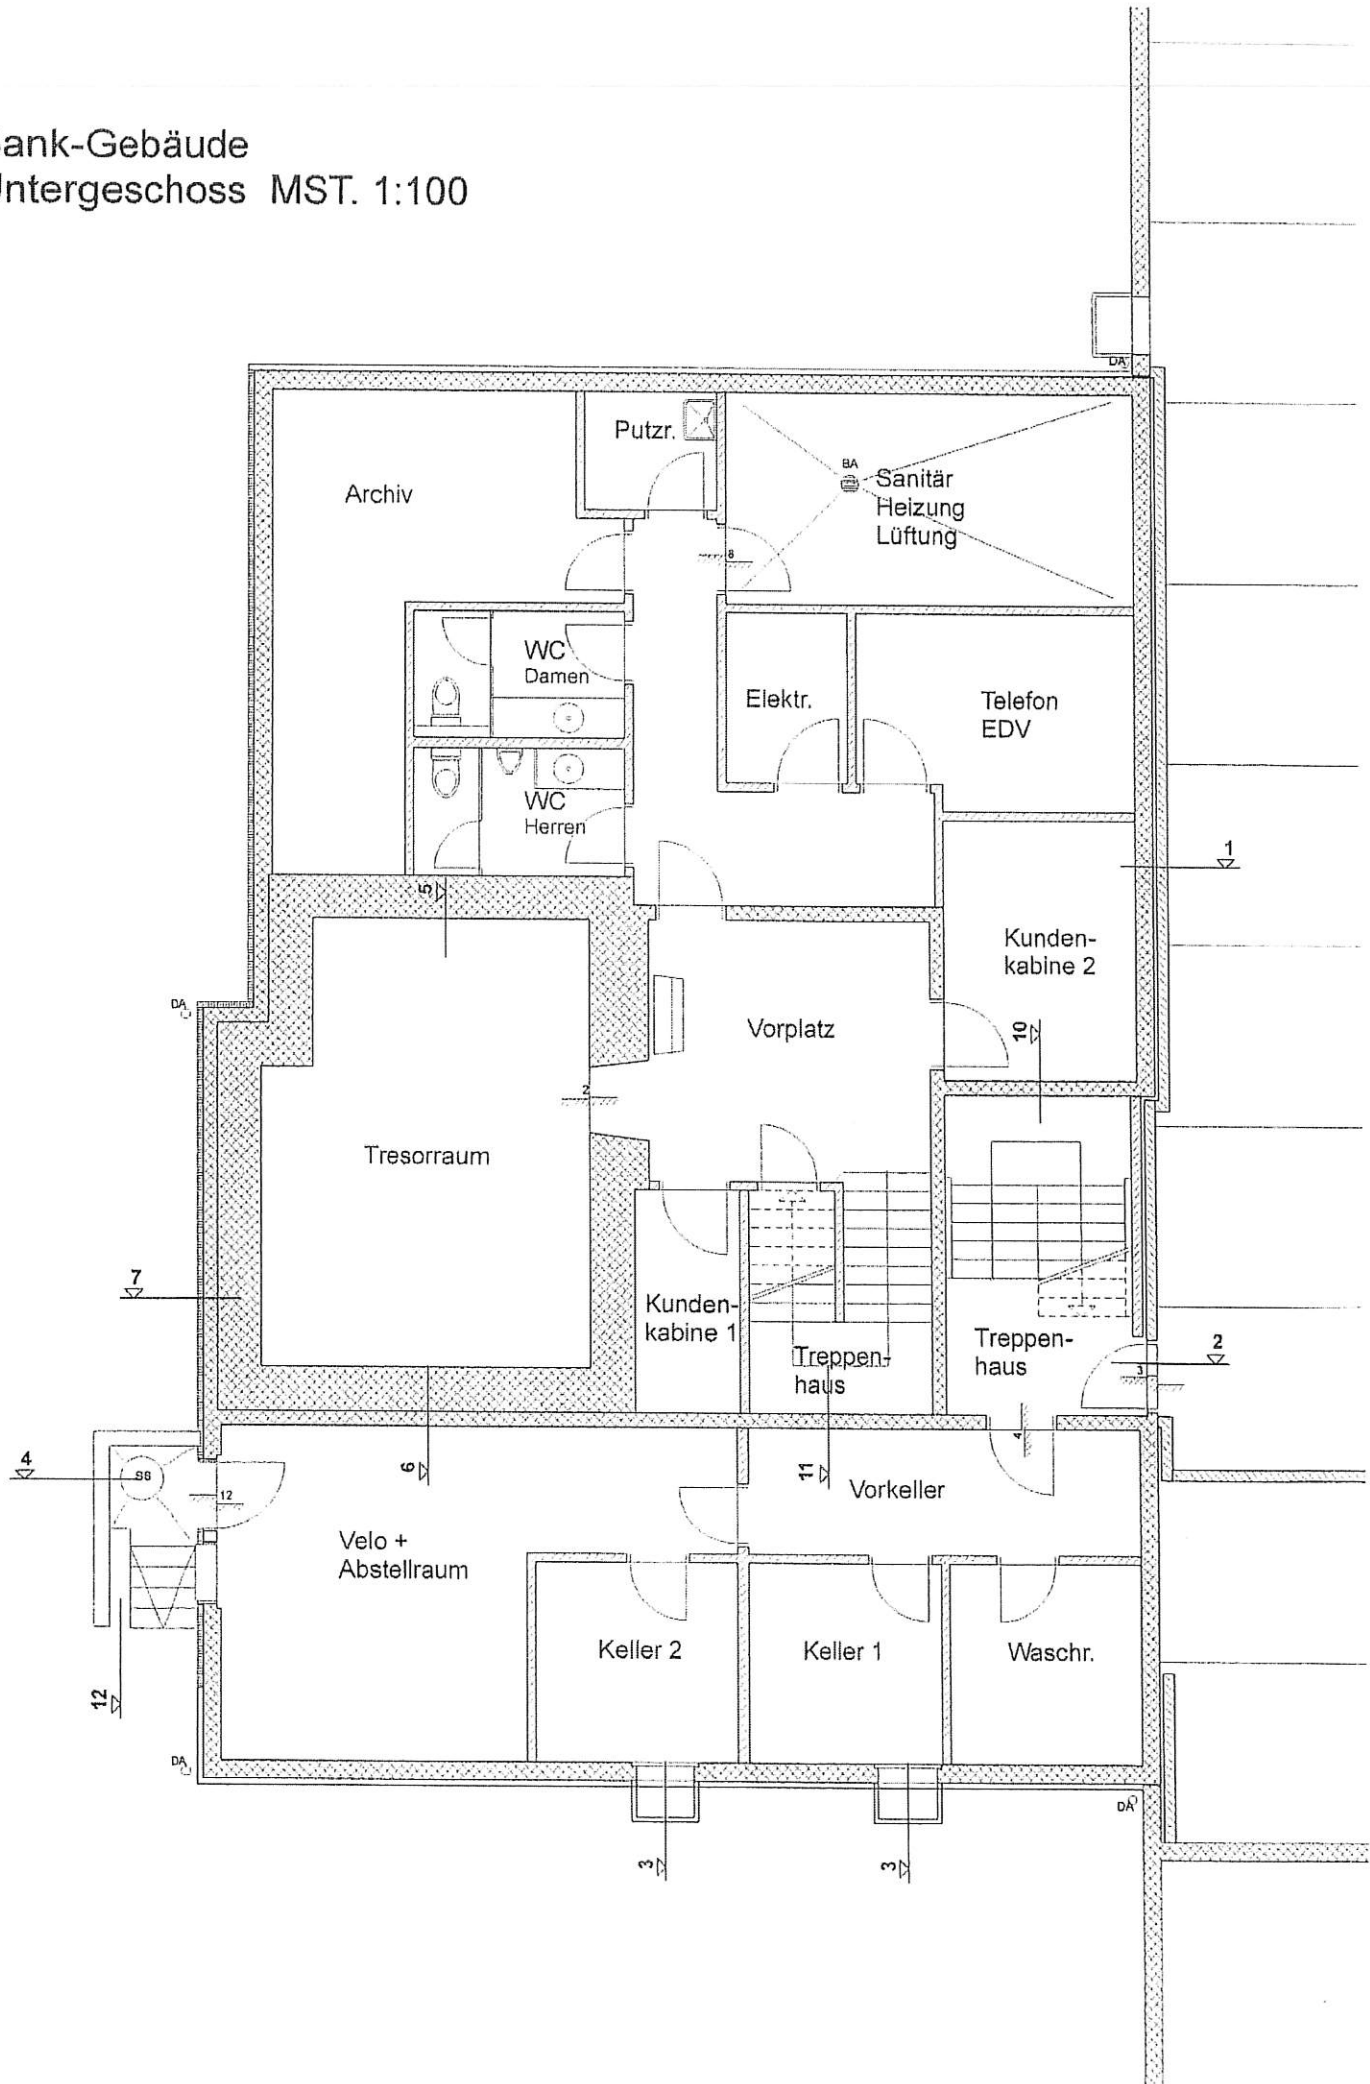 ank-Gebäude
ntergeschoss MST. 1:100
DA
Putzr.
Archiv
BA
Sanitär
Heizung
Lüftung
8
WC
Damen
Elektr.
Telefon
EDV
WC
Herren
1
5
Kunden-
kabine 2
DA
Vorplatz
10
2
Tresorraum
7
Kunden-
kabine 1
Treppen-
haus
Treppen-
haus
2
3
4
SS
6
11
4
12
Vorkeller
Velo +
Abstellraum
Keller 2
Keller 1
Waschr.
12
DA
DA
3
3